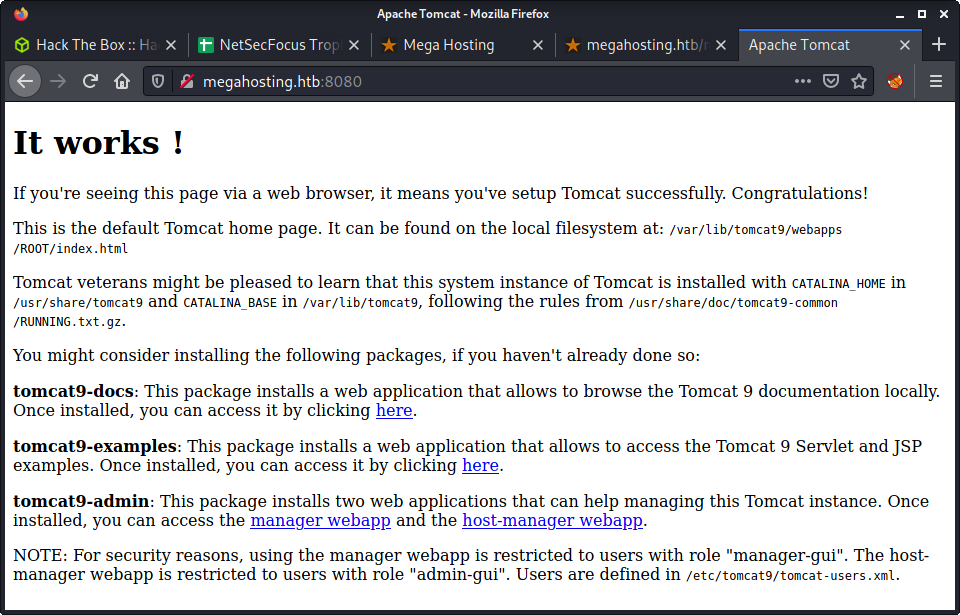 Apache Tomcat - Mozilla Firefox
Hack The Box :: Ha
NetSecFocus Trop
Mega Hosting
megahosting.htb/
Apache Tomcat
megahosting.htb:8080
It works !
If you're seeing this page via a web browser, it means you've setup Tomcat successfully. Congratulations!
This is the default Tomcat home page. It can be found on the local filesystem at: /var/lib/tomcat9/webapps
/ROOT/index.html
Tomcat veterans might be pleased to learn that this system instance of Tomcat is installed with CATALINA_HOME in
/usr/share/tomcat9 and CATALINA_BASE in /var/lib/tomcat9, following the rules from /usr/share/doc/tomcat9-common
/RUNNING.txt.gz.
You might consider installing the following packages, if you haven't already done so:
tomcat9-docs: This package installs a web application that allows to browse the Tomcat 9 documentation locally.
Once installed, you can access it by clicking here.
tomcat9-examples: This package installs a web application that allows to access the Tomcat 9 Servlet and JSP
examples. Once installed, you can access it by clicking here.
tomcat9-admin: This package installs two web applications that can help managing this Tomcat instance. Once
installed, you can access the manager webapp and the host-manager webapp.
NOTE: For security reasons, using the manager webapp is restricted to users with role "manager-gui". The host-
manager webapp is restricted to users with role "admin-gui". Users are defined in /etc/tomcat9/tomcat-users.xml.